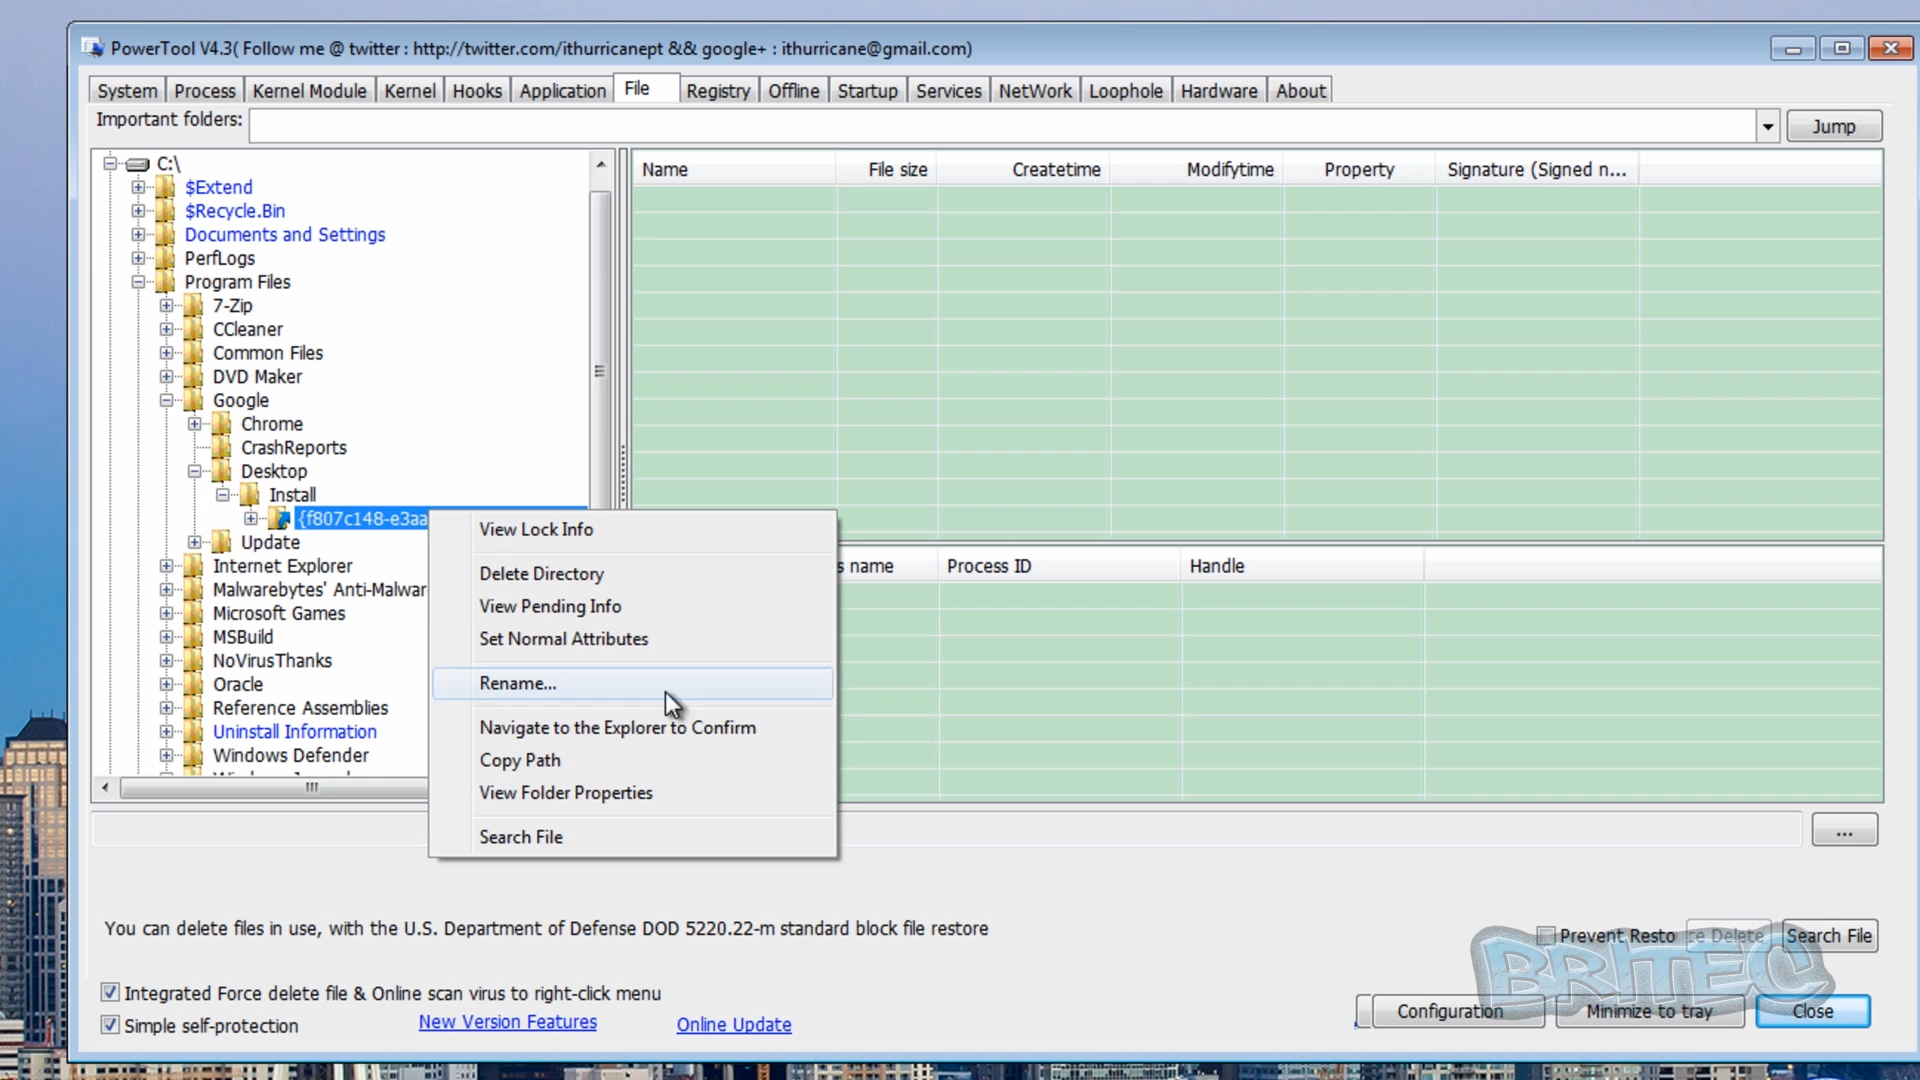 PowerTool V4.3( Follow me @ twitter : http://twitter.com/ithurricanept && google+ : ithurricane@gmail.com)
System Process Kernel Module Kernel Hooks Application File Registry Offline Startup Services NetWork Loophole Hardware About
Important folders: Jump
C:\
$Extend
$Recycle.Bin
Documents and Settings
PerfLogs
Program Files
7-Zip
CCleaner
Common Files
DVD Maker
Google
Chrome
CrashReports
Desktop
Install
{f807c148-e3aa
Update
Internet Explorer
Malwarebytes' Anti-Malwar
Microsoft Games
MSBuild
NoVirusThanks
Oracle
Reference Assemblies
Uninstall Information
Windows Defender
Name File size Createtime Modifytime Property Signature (Signed n...
s name Process ID Handle
View Lock Info
Delete Directory
View Pending Info
Set Normal Attributes
Rename...
Navigate to the Explorer to Confirm
Copy Path
View Folder Properties
Search File
...
You can delete files in use, with the U.S. Department of Defense DOD 5220.22-m standard block file restore
Prevent Resto ce Delete Search File
BRITEC
Integrated Force delete file & Online scan virus to right-click menu
Simple self-protection New Version Features Online Update
Configuration Minimize to tray Close